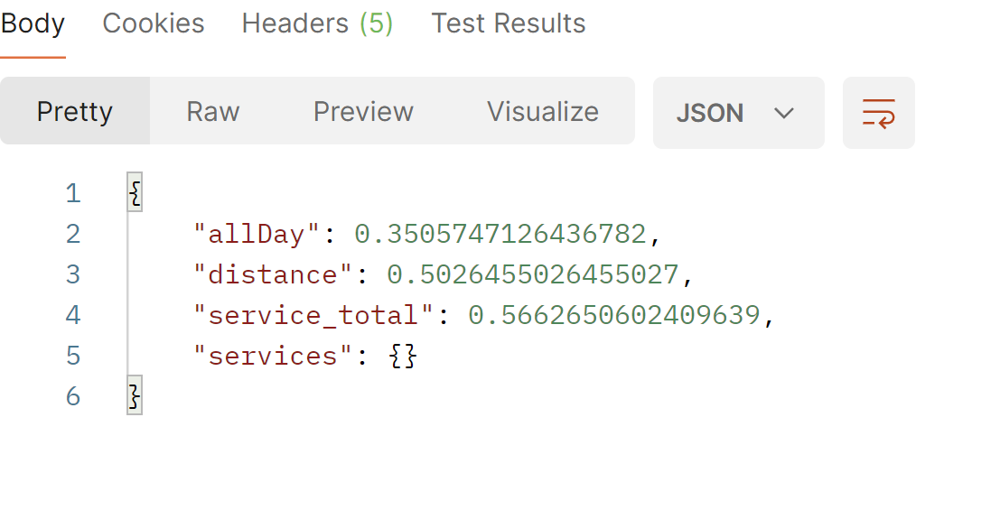 Body Cookies Headers (5) Test Results
Pretty Raw Preview Visualize JSON
1 {
2 "allDay": 0.3505747126436782,
3 "distance": 0.5026455026455027,
4 "service_total": 0.5662650602409639,
5 "services": {}
6 }